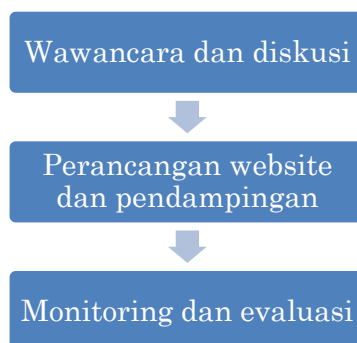 Wawancara dan diskusi
Perancangan website
dan pendampingan
Monitoring dan evaluasi